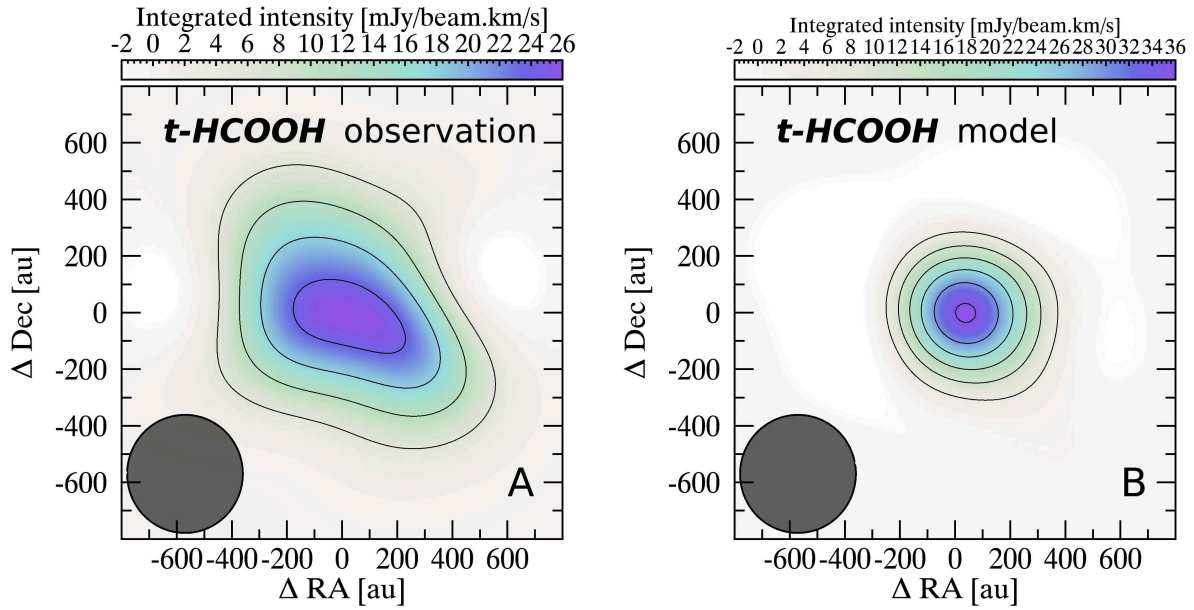 Integrated intensity [mJy/beam.km/s]
-2 0 2 4 6 8 10 12 14 16 18 20 22 24 26
t-HCOOH observation
600
400
200
0
-200
-400
-600
Δ Dec [au]
A
-600 -400 -200 0 200 400 600
Δ RA [au]
Integrated intensity [mJy/beam.km/s]
-2 0 2 4 6 8 10 12 14 16 18 20 22 24 26 28 30 32 34 36
t-HCOOH model
600
400
200
0
-200
-400
-600
Δ Dec [au]
B
-600 -400 -200 0 200 400 600
Δ RA [au]